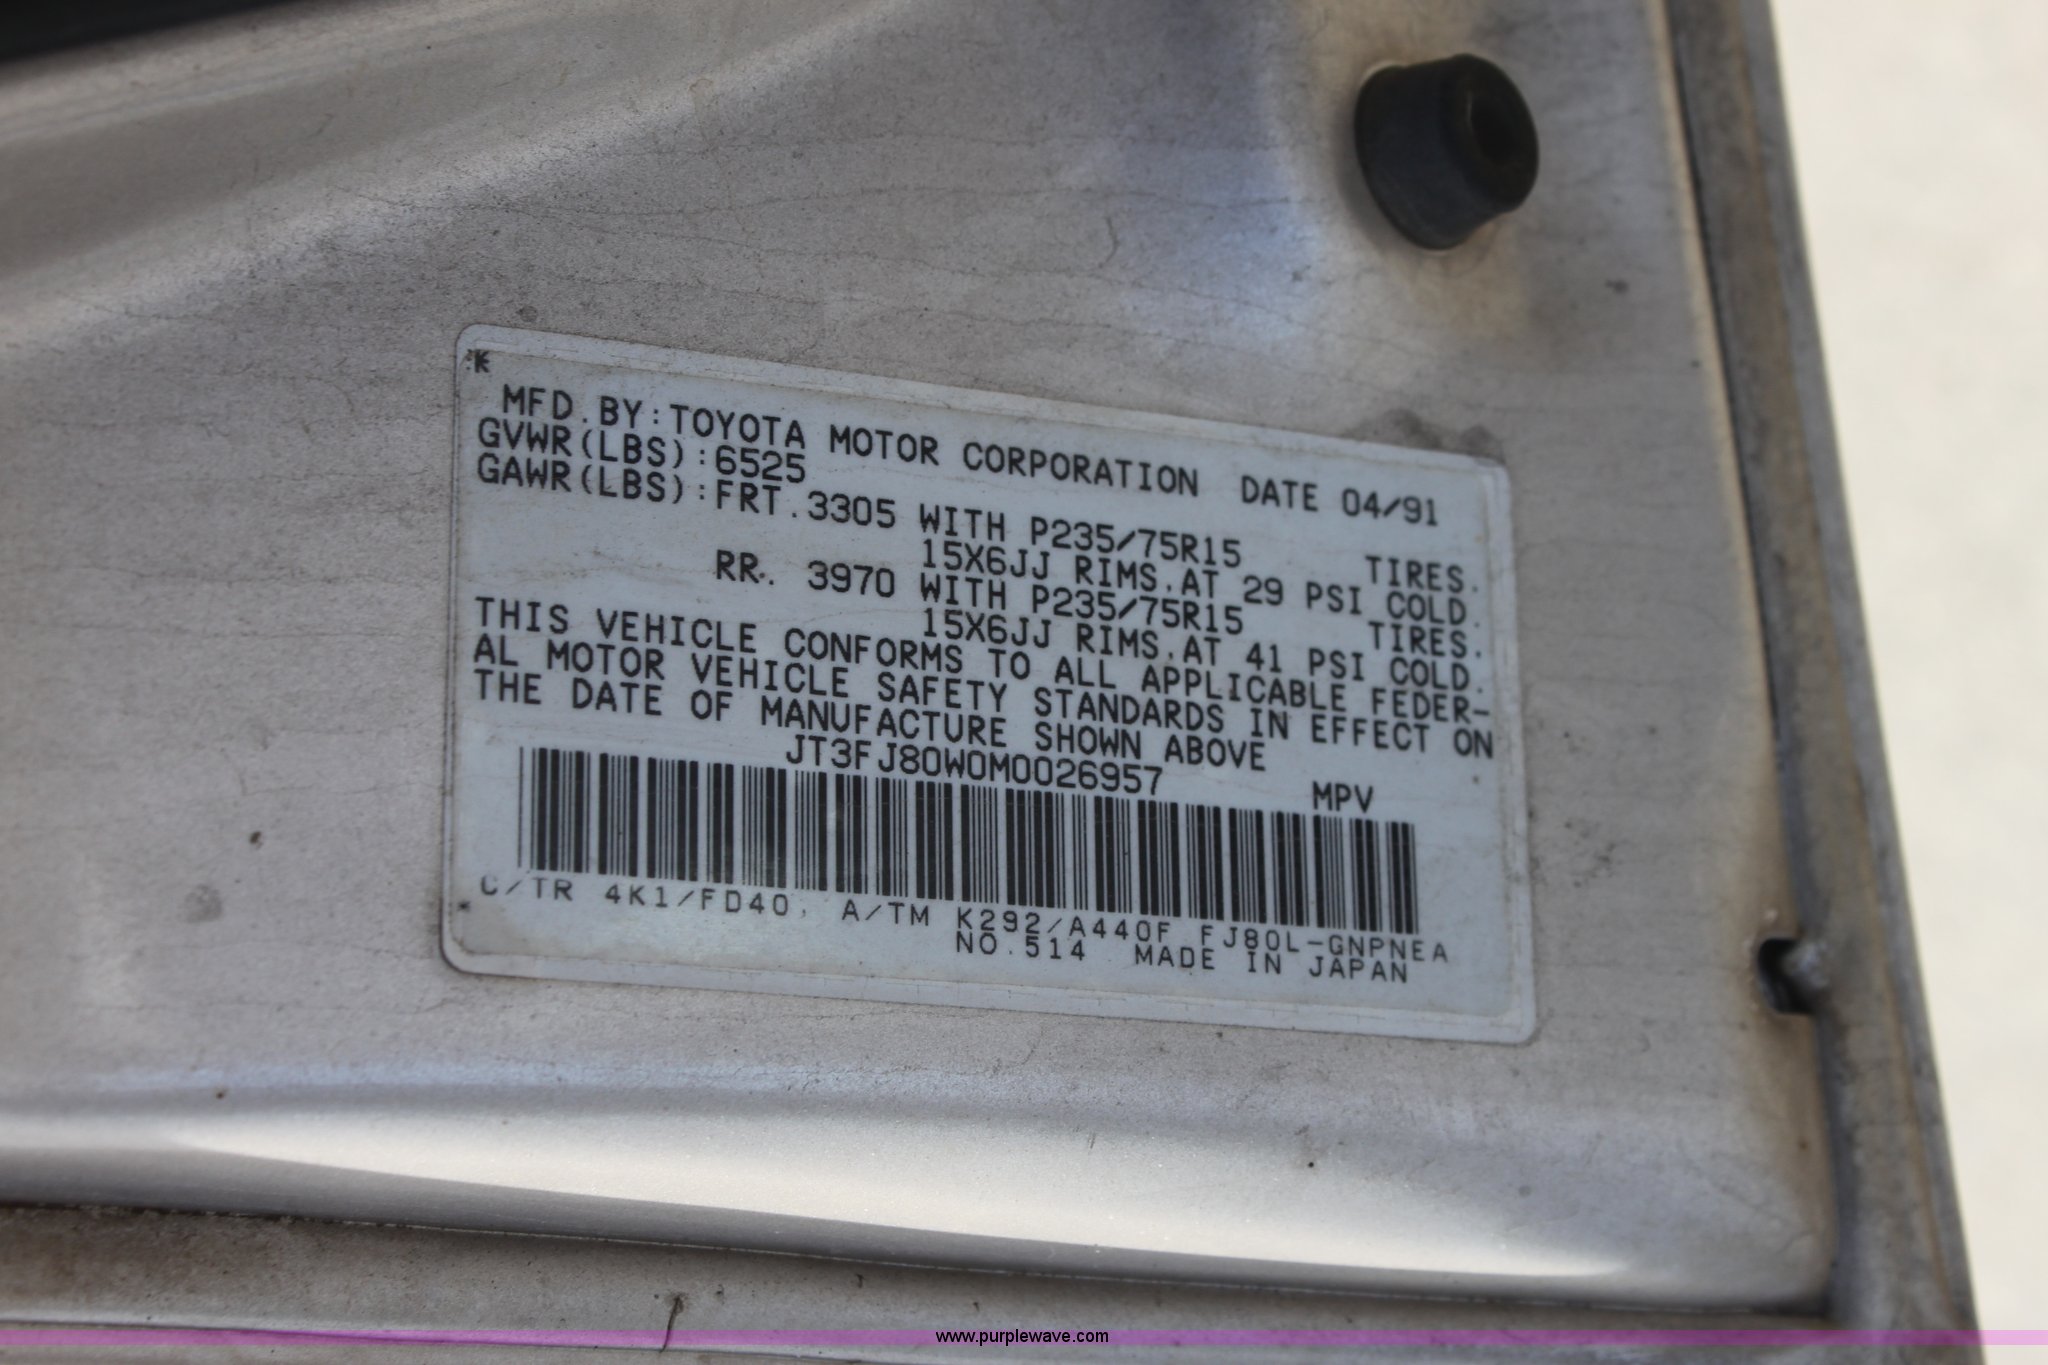 K
MFD.BY:TOYOTA MOTOR CORPORATION DATE 04/91
GVWR(LBS):6525
GAWR(LBS):FRT.3305 WITH P235/75R15 TIRES.
15X6JJ RIMS.AT 29 PSI COLD.
RR. 3970 WITH P235/75R15 TIRES.
15X6JJ RIMS.AT 41 PSI COLD.
THIS VEHICLE CONFORMS TO ALL APPLICABLE FEDER-
AL MOTOR VEHICLE SAFETY STANDARDS IN EFFECT ON
THE DATE OF MANUFACTURE SHOWN ABOVE
JT3FJ80W0M0026957 MPV
C/TR 4K1/FD40, A/TM K292/A440F FJ80L-GNPNEA
NO.514 MADE IN JAPAN
www.purplewave.com